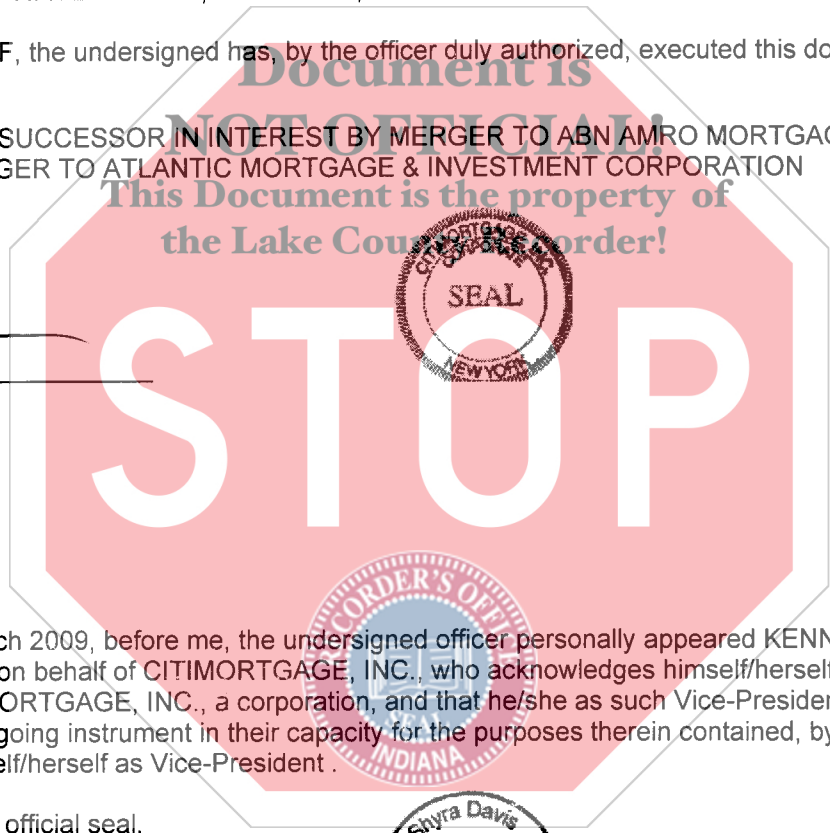 F, the undersigned has, by the officer duly authorized, executed this do
Document is
SUCCESSOR IN INTEREST BY MERGER TO ABN AMRO MORTGAG
NOT OFFICIAL!
GER TO ATLANTIC MORTGAGE & INVESTMENT CORPORATION
This Document is the property of
the Lake County Recorder!
CITIMORTGAGE, INC.
CORPORATE
SEAL
NEW YORK
STOP
RECORDER'S OFFICE
ch 2009, before me, the undersigned officer personally appeared KENN
on behalf of CITIMORTGAGE, INC., who acknowledges himself/herself
ORTGAGE, INC., a corporation, and that he/she as such Vice-Presiden
SEAL
going instrument in their capacity for the purposes therein contained, by
INDIANA
elf/herself as Vice-President .
official seal.
Shyra Davis